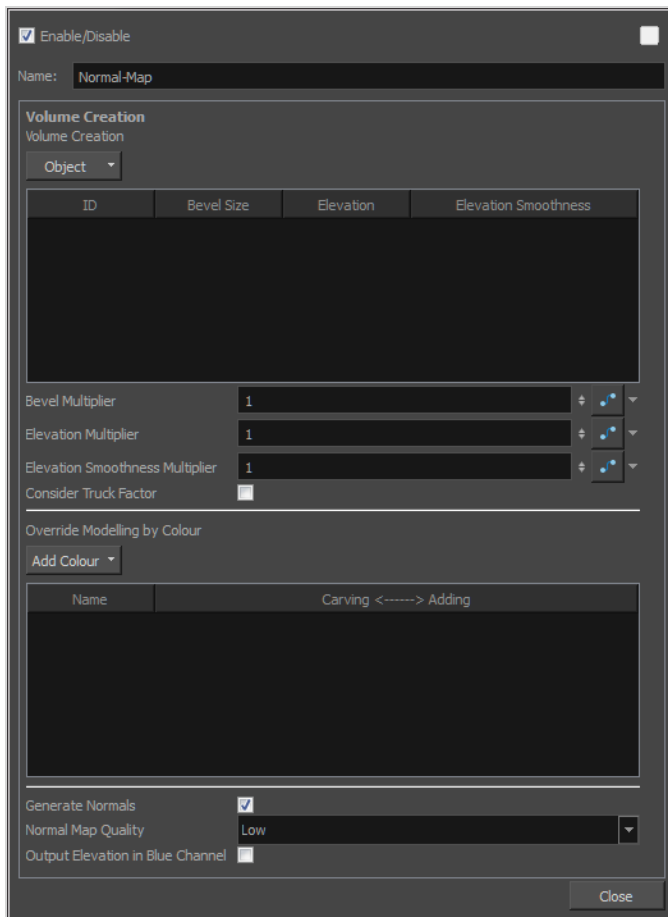 Enable/Disable
Name: Normal-Map
Volume Creation
Volume Creation
Object
ID Bevel Size Elevation Elevation Smoothness
Bevel Multiplier 1
Elevation Multiplier 1
Elevation Smoothness Multiplier 1
Consider Truck Factor
Override Modelling by Colour
Add Colour
Name Carving <------> Adding
Generate Normals
Normal Map Quality Low
Output Elevation in Blue Channel
Close